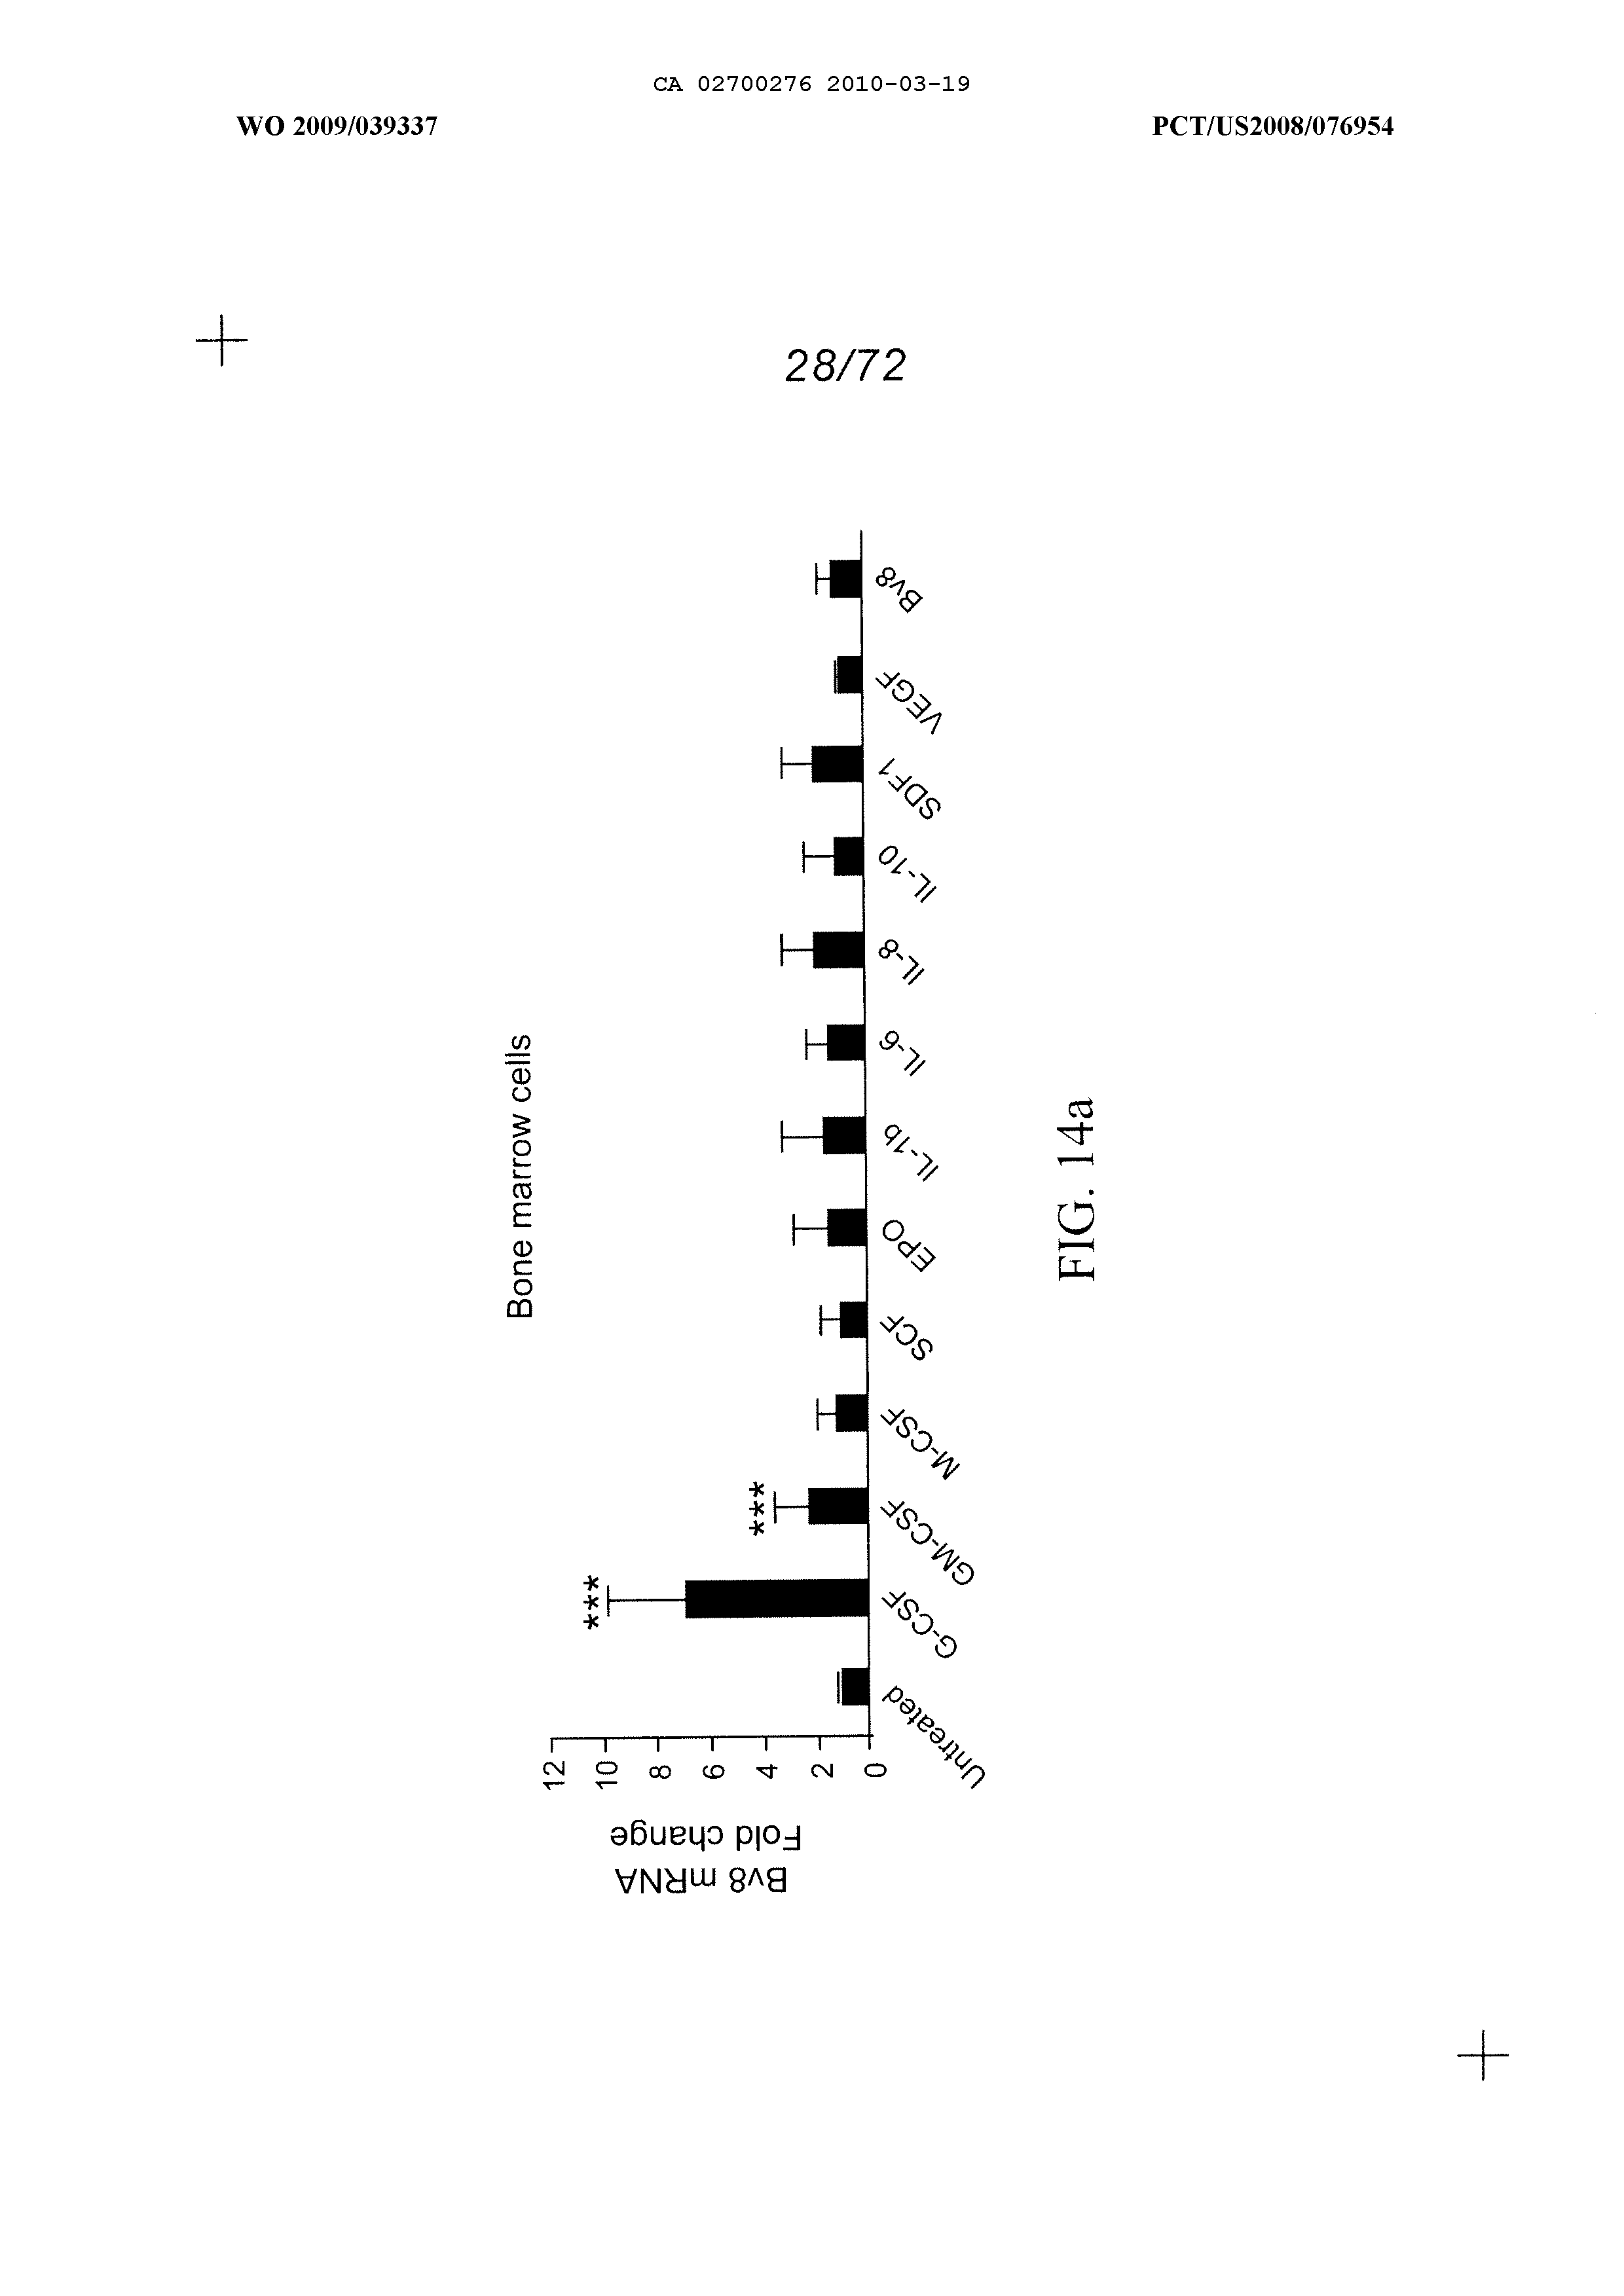 CA 02700276 2010-03-19
WO 2009/039337
PCT/US2008/076954
28/72
Bone marrow cells
Bv8 mRNA
Fold change
12
10
8
6
4
2
0
***
***
Untreated
G-CSF
GM-CSF
M-CSF
SCF
EPO
IL-1b
IL-6
IL-8
IL-10
SDF1
VEGF
Bv8
FIG. 14a